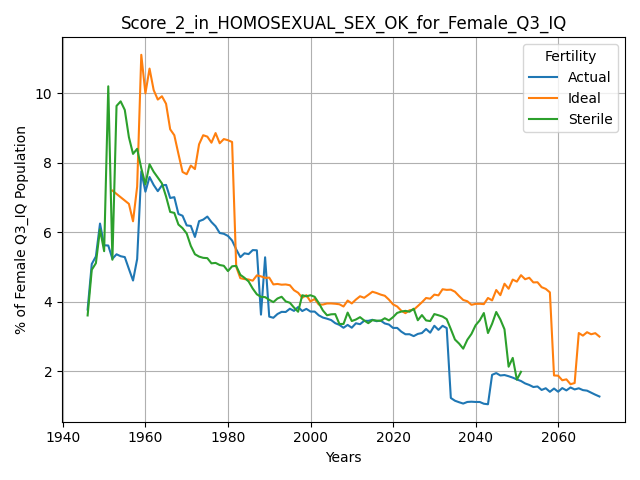 Score_2_in_HOMOSEXUAL_SEX_OK_for_Female_Q3_IQ
Fertility
Actual
Ideal
Sterile
% of Female Q3_IQ Population
10
8
6
4
2
1940
1960
1980
2000
2020
2040
2060
Years